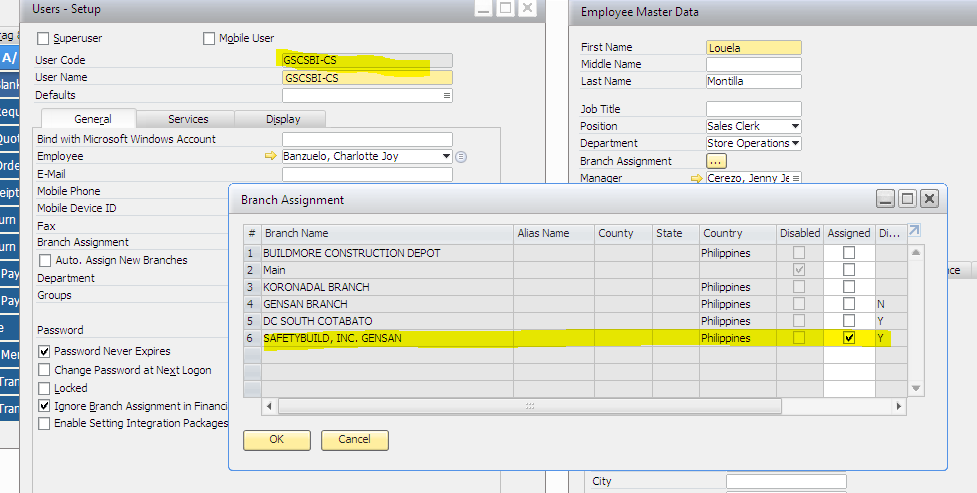 Users - Setup
Superuser
Mobile User
User Code
GSCSBI-CS
User Name
GSCSBI-CS
Defaults
General
Services
Display
Bind with Microsoft Windows Account
Employee
Banzuelo, Charlotte Joy
E-Mail
Mobile Phone
Mobile Device ID
Fax
Branch Assignment
Auto. Assign New Branches
Department
Groups
Password
Password Never Expires
Change Password at Next Logon
Locked
Ignore Branch Assignment in Financi
Enable Setting Integration Packages
Employee Master Data
First Name
Louela
Middle Name
Last Name
Montilla
Job Title
Position
Sales Clerk
Department
Store Operations
Branch Assignment
...
Manager
Cerezo, Jenny Je
Branch Assignment
# Branch Name Alias Name County State Country Disabled Assigned Di...
1 BUILDMORE CONSTRUCTION DEPOT Philippines
2 Main
3 KORONADAL BRANCH Philippines
4 GENSAN BRANCH Philippines N
5 DC SOUTH COTABATO Philippines Y
6 SAFETYBUILD, INC. GENSAN Philippines Y
OK
Cancel
City
A/